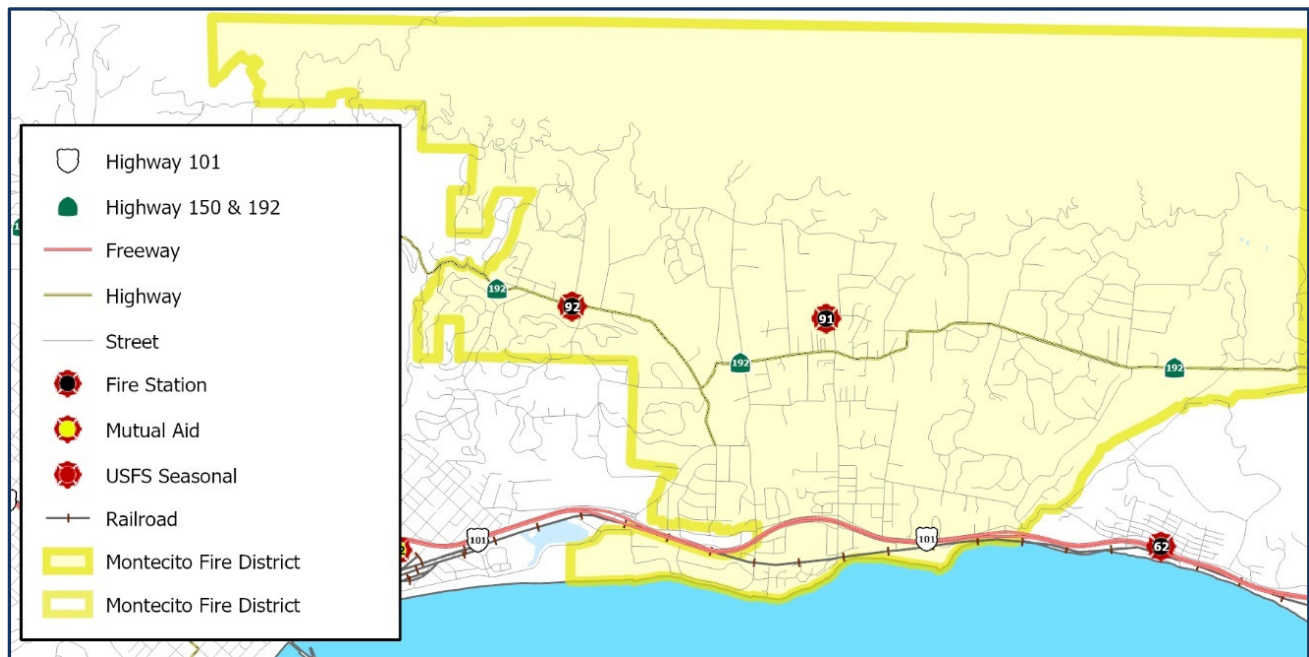 Highway 101
Highway 150 & 192
Freeway
Highway
Street
Fire Station
Mutual Aid
USFS Seasonal
Railroad
Montecito Fire District
Montecito Fire District
192
92
91
192
192
101
101
62